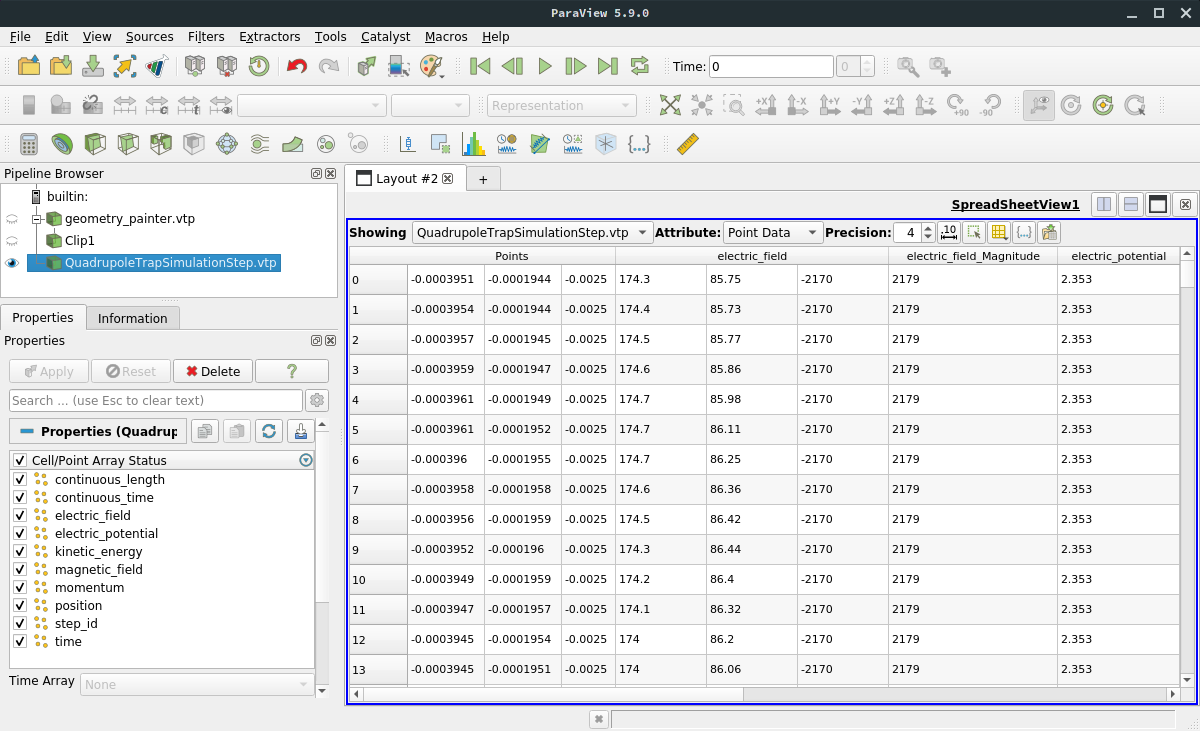 ParaView 5.9.0
File Edit View Sources Filters Extractors Tools Catalyst Macros Help
Time: 0 0
Representation
+X -X +Y -Y +Z -Z +90 -90
Pipeline Browser
builtin:
geometry_painter.vtp
Clip1
QuadrupoleTrapSimulationStep.vtp
Properties Information
Properties
Apply Reset Delete ?
Search ... (use Esc to clear text)
Properties (Quadrup
Cell/Point Array Status
continuous_length
continuous_time
electric_field
electric_potential
kinetic_energy
magnetic_field
momentum
position
step_id
time
Time Array None
Layout #2 +
SpreadSheetView1
Showing QuadrupoleTrapSimulationStep.vtp Attribute: Point Data Precision: 4 .10 {...}
Points electric_field electric_field_Magnitude electric_potential
0 -0.0003951 -0.0001944 -0.0025 174.3 85.75 -2170 2179 2.353
1 -0.0003954 -0.0001944 -0.0025 174.4 85.73 -2170 2179 2.353
2 -0.0003957 -0.0001945 -0.0025 174.5 85.77 -2170 2179 2.353
3 -0.0003959 -0.0001947 -0.0025 174.6 85.86 -2170 2179 2.353
4 -0.0003961 -0.0001949 -0.0025 174.7 85.98 -2170 2179 2.353
5 -0.0003961 -0.0001952 -0.0025 174.7 86.11 -2170 2179 2.353
6 -0.000396 -0.0001955 -0.0025 174.7 86.25 -2170 2179 2.353
7 -0.0003958 -0.0001958 -0.0025 174.6 86.36 -2170 2179 2.353
8 -0.0003956 -0.0001959 -0.0025 174.5 86.42 -2170 2179 2.353
9 -0.0003952 -0.000196 -0.0025 174.3 86.44 -2170 2179 2.353
10 -0.0003949 -0.0001959 -0.0025 174.2 86.4 -2170 2179 2.353
11 -0.0003947 -0.0001957 -0.0025 174.1 86.32 -2170 2179 2.353
12 -0.0003945 -0.0001954 -0.0025 174 86.2 -2170 2179 2.353
13 -0.0003945 -0.0001951 -0.0025 174 86.06 -2170 2179 2.353